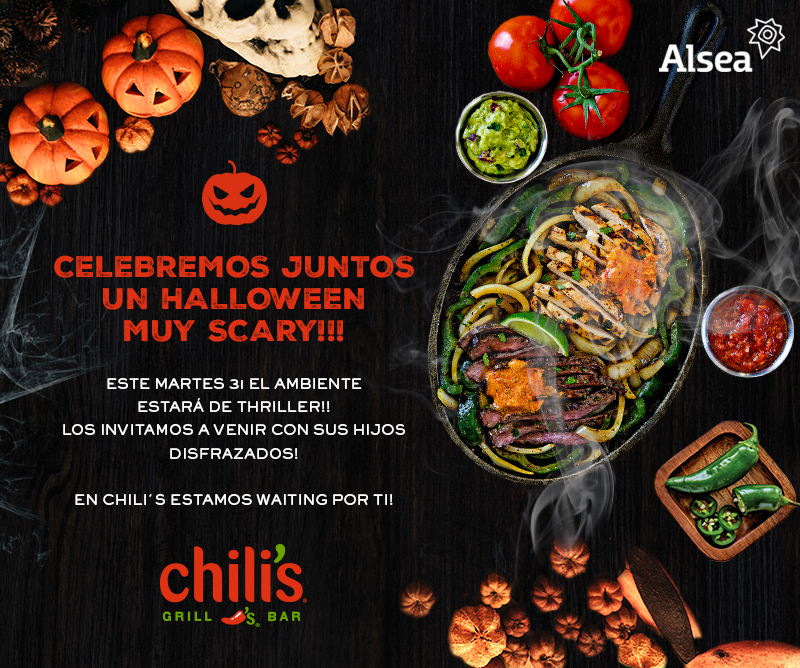 Alsea
CELEBREMOS JUNTOS
UN HALLOWEEN
MUY SCARY!!!
ESTE MARTES 31 EL AMBIENTE
ESTARÁ DE THRILLER!!
LOS INVITAMOS A VENIR CON SUS HIJOS
DISFRAZADOS!
EN CHILI´S ESTAMOS WAITING POR TI!
chili's®
GRILL 'S® BAR